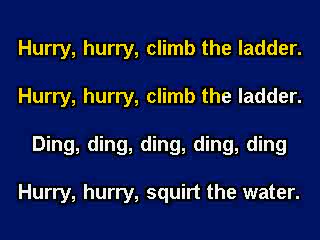 Hurry, hurry, climb the ladder.
Hurry, hurry, climb the ladder.
Ding, ding, ding, ding, ding
Hurry, hurry, squirt the water.